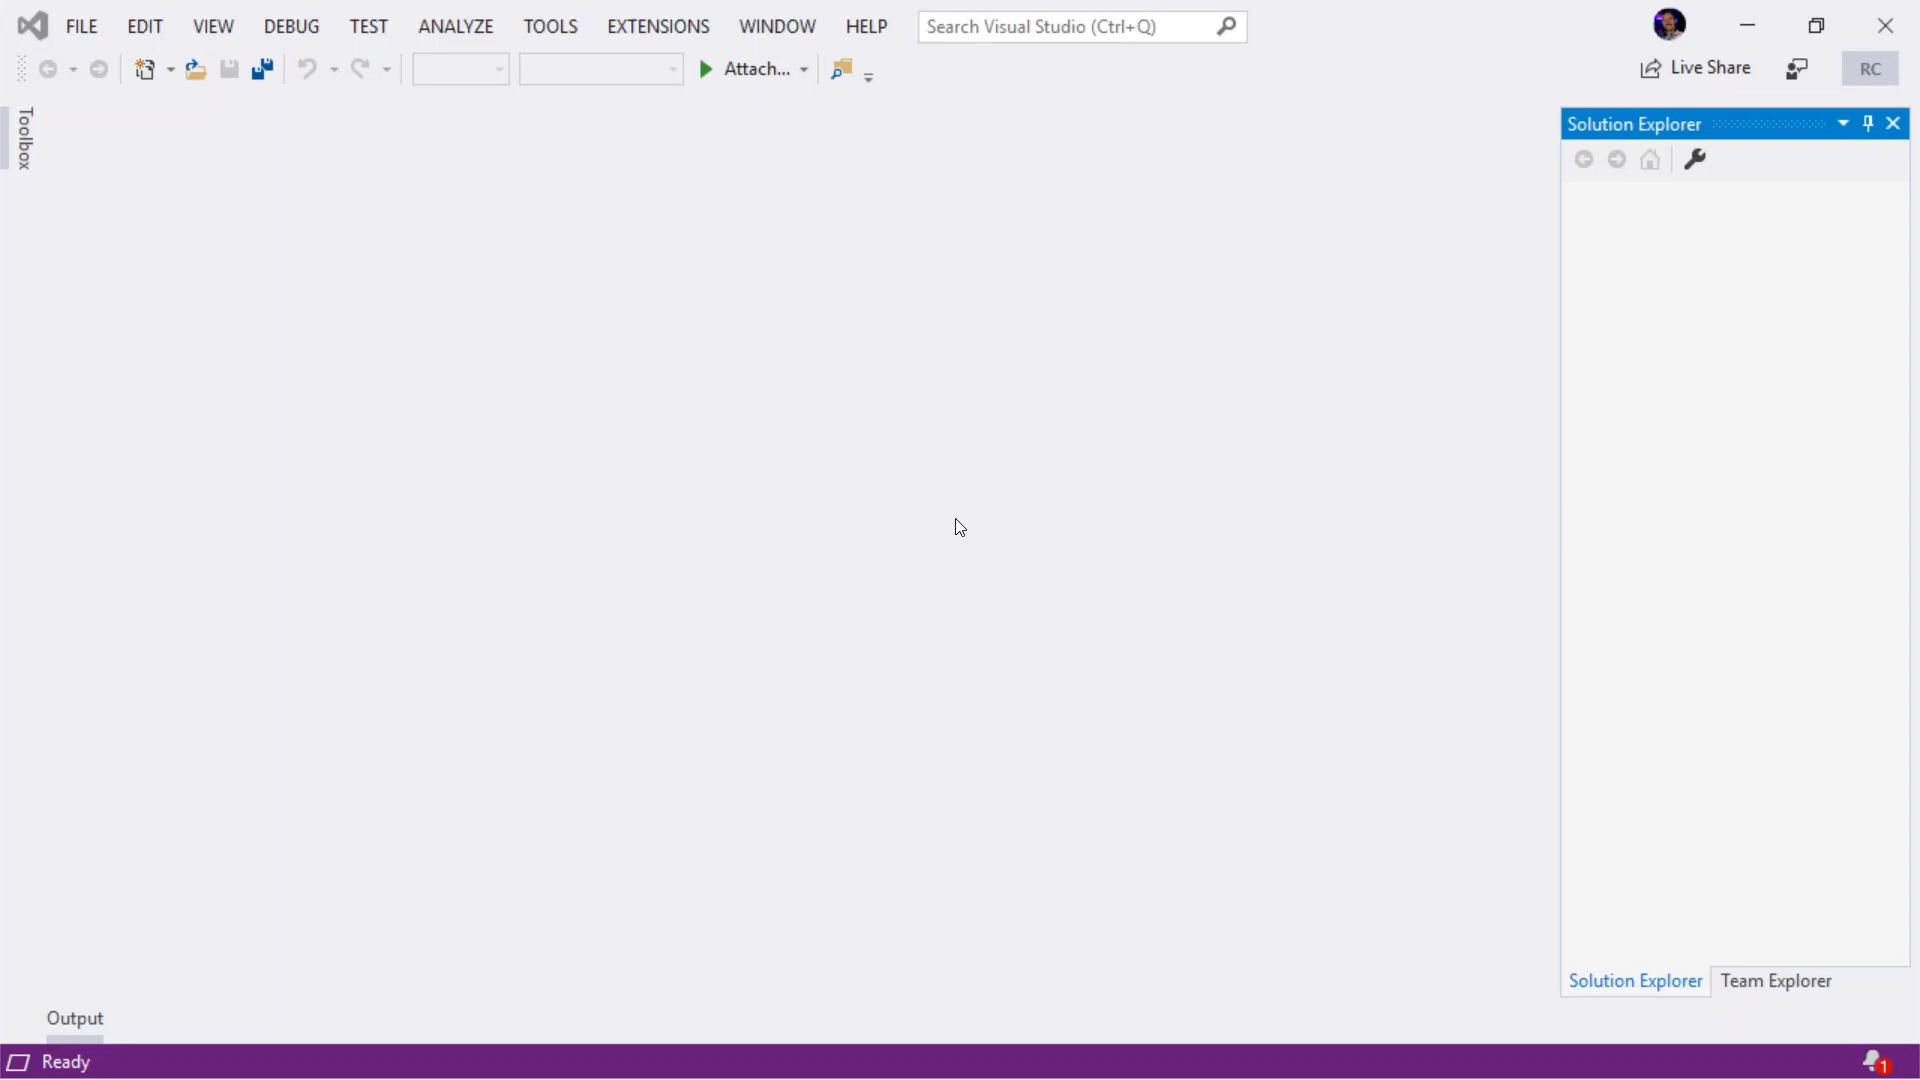 FILE EDIT VIEW DEBUG TEST ANALYZE TOOLS EXTENSIONS WINDOW HELP Search Visual Studio (Ctrl+Q)
Attach... Live Share RC
Toolbox
Solution Explorer
Solution Explorer Team Explorer
Output
Ready 1